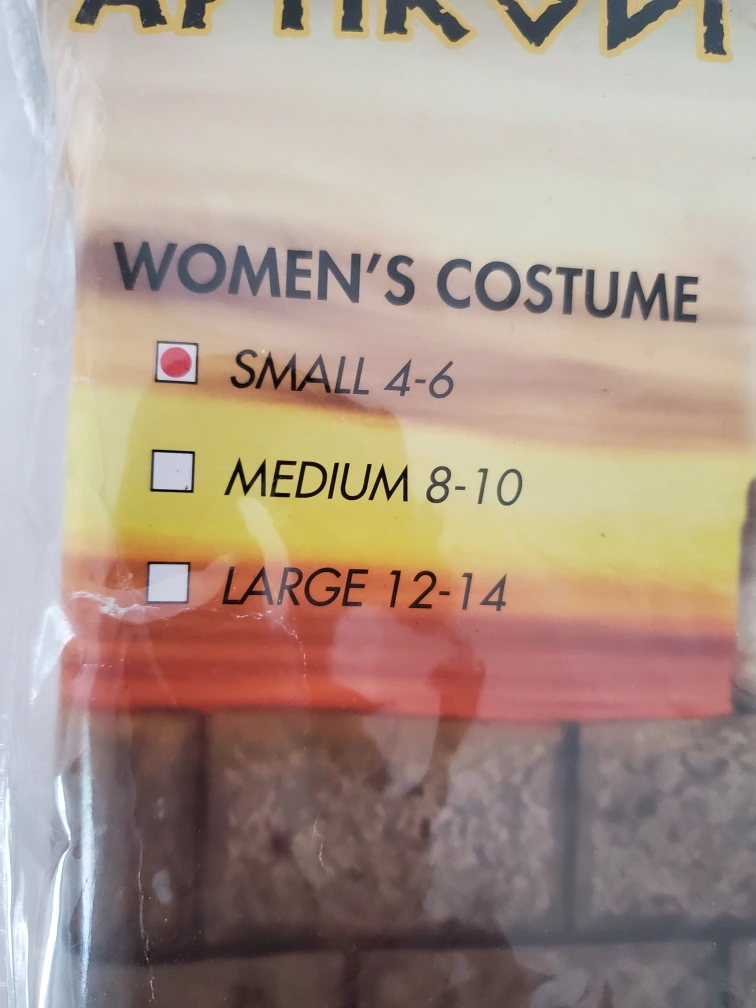 WOMEN'S COSTUME
SMALL 4-6
MEDIUM 8-10
LARGE 12-14